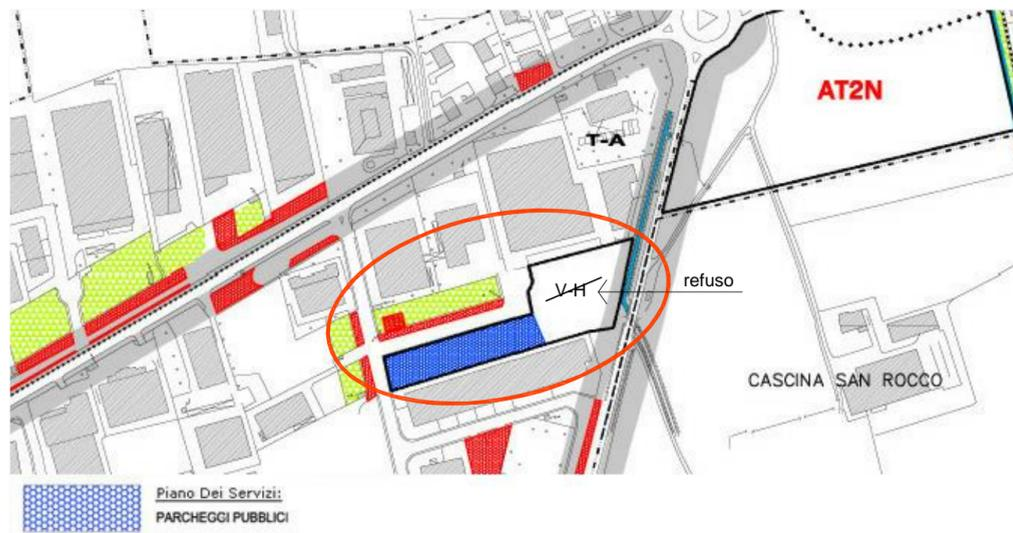 AT2N
T-A
V-H
refuso
CASCINA SAN ROCCO
Piano Dei Servizi:
PARCHEGGI PUBBLICI